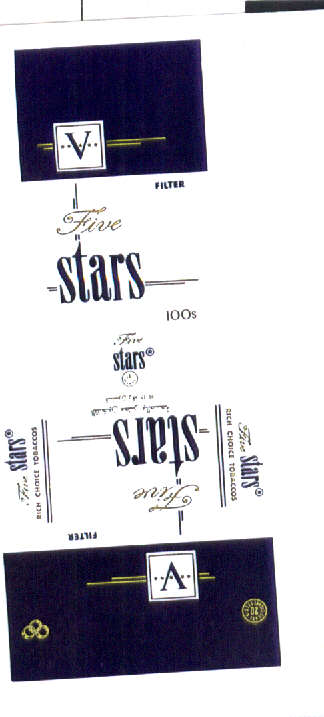 V
FILTER
Five
stars
100s
Five
stars®
Five stars®
RICH CHOICE TOBACCOS
Five stars®
RICH CHOICE TOBACCOS
stars
Five
FILTER
V
20